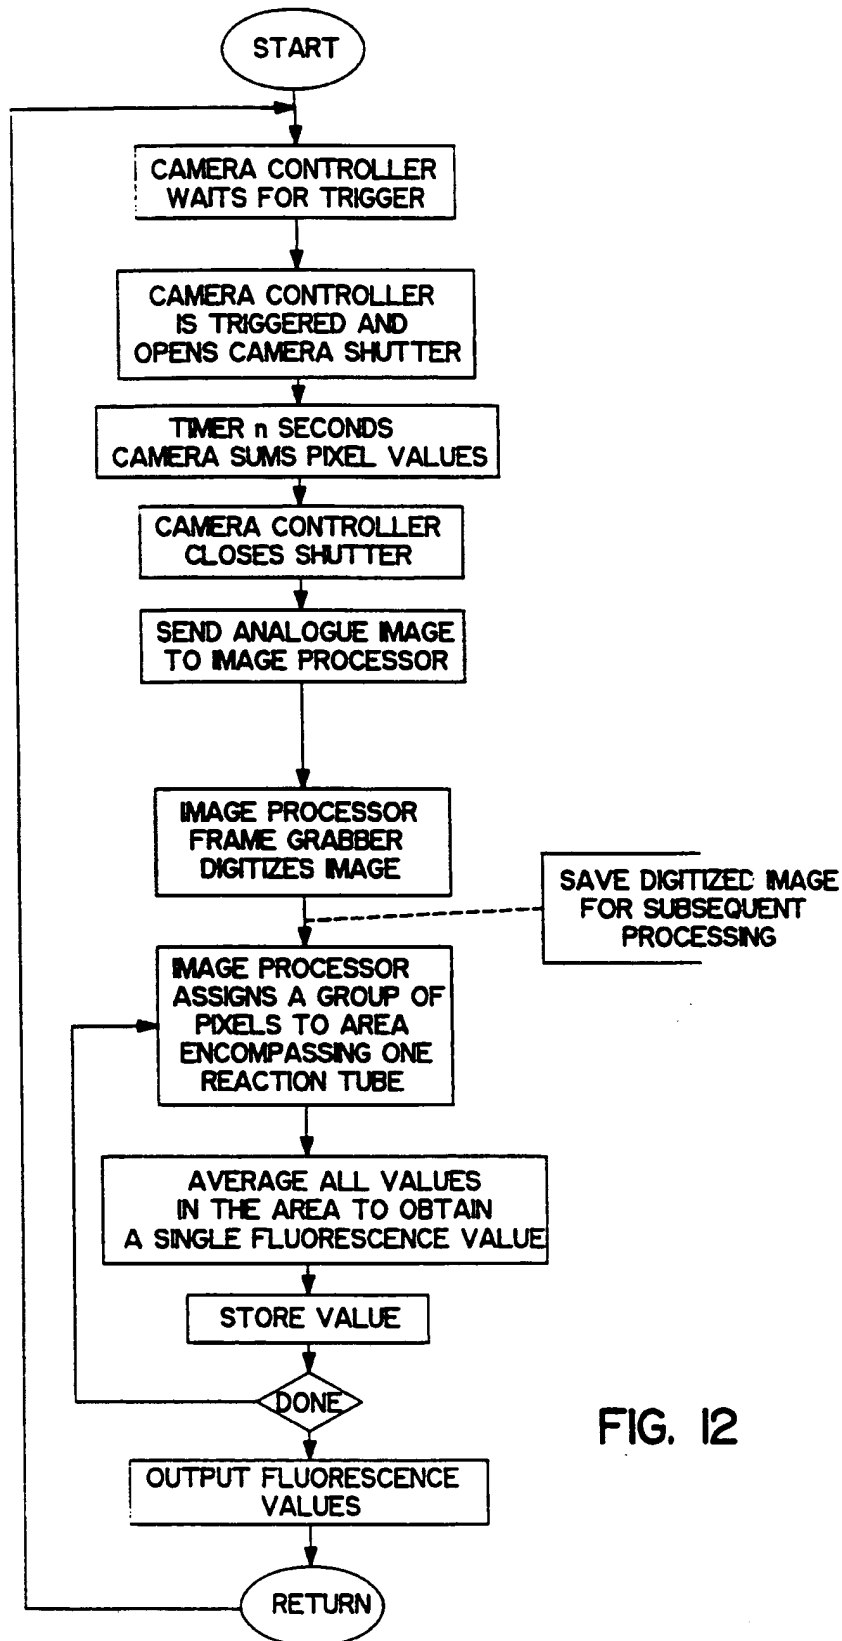 START
CAMERA CONTROLLER
WAITS FOR TRIGGER
CAMERA CONTROLLER
IS TRIGGERED AND
OPENS CAMERA SHUTTER
TIMER n SECONDS
CAMERA SUMS PIXEL VALUES
CAMERA CONTROLLER
CLOSES SHUTTER
SEND ANALOGUE IMAGE
TO IMAGE PROCESSOR
IMAGE PROCESSOR
FRAME GRABBER
DIGITIZES IMAGE
SAVE DIGITIZED IMAGE
FOR SUBSEQUENT
PROCESSING
IMAGE PROCESSOR
ASSIGNS A GROUP OF
PIXELS TO AREA
ENCOMPASSING ONE
REACTION TUBE
AVERAGE ALL VALUES
IN THE AREA TO OBTAIN
A SINGLE FLUORESCENCE VALUE
STORE VALUE
DONE
FIG. 12
OUTPUT FLUORESCENCE
VALUES
RETURN